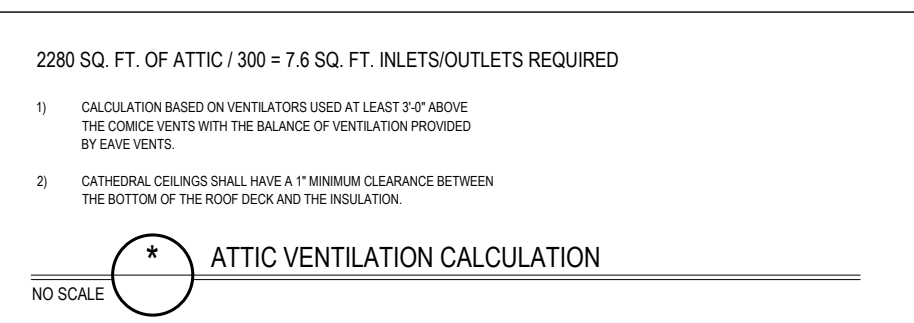 2280 SQ. FT. OF ATTIC / 300 = 7.6 SQ. FT. INLETS/OUTLETS REQUIRED
1) CALCULATION BASED ON VENTILATORS USED AT LEAST 3'-0" ABOVE
THE COMICE VENTS WITH THE BALANCE OF VENTILATION PROVIDED
BY EAVE VENTS.
2) CATHEDRAL CEILINGS SHALL HAVE A 1" MINIMUM CLEARANCE BETWEEN
THE BOTTOM OF THE ROOF DECK AND THE INSULATION.
* ATTIC VENTILATION CALCULATION
NO SCALE